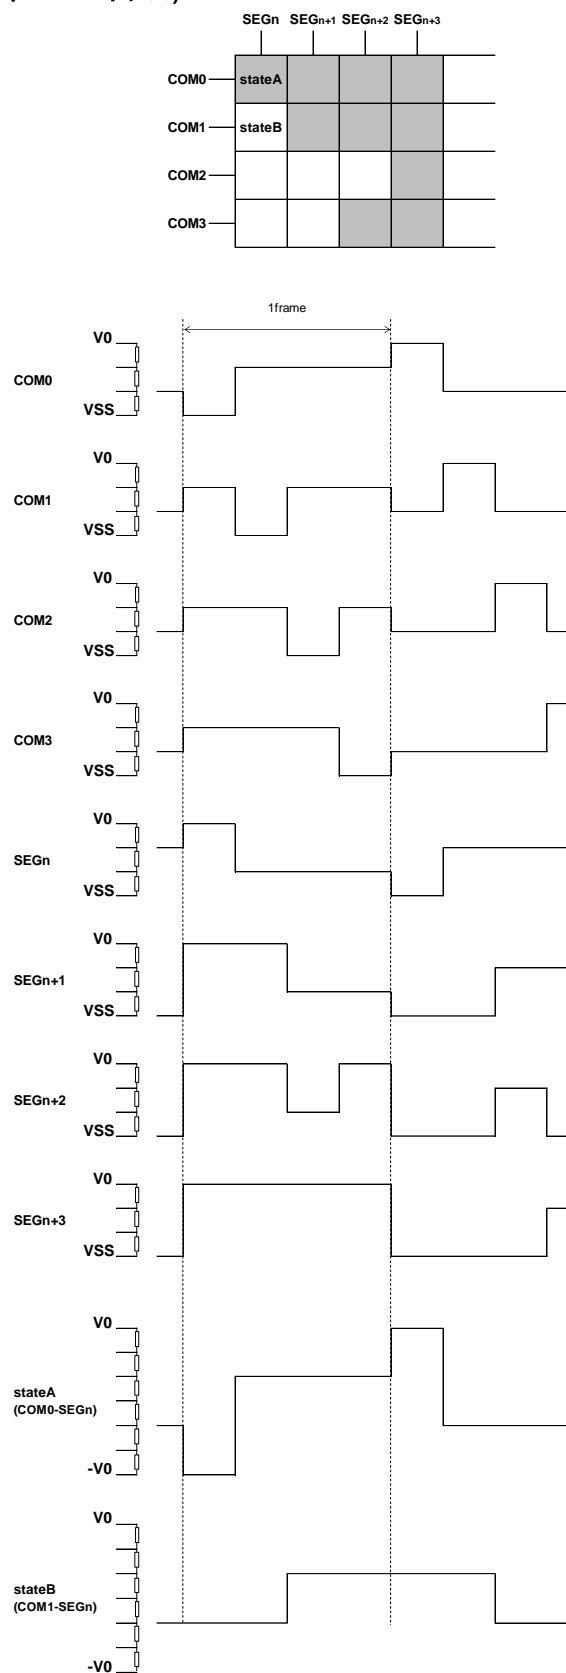 SEGn SEGn+1 SEGn+2 SEGn+3
COM0 stateA
COM1 stateB
COM2
COM3
1frame
V0
COM0
VSS
V0
COM1
VSS
V0
COM2
VSS
V0
COM3
VSS
V0
SEGn
VSS
V0
SEGn+1
VSS
V0
SEGn+2
VSS
V0
SEGn+3
VSS
V0
stateA
(COM0-SEGn)
-V0
V0
stateB
(COM1-SEGn)
-V0